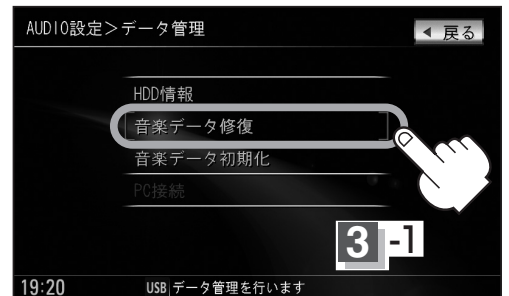 AUDIO設定＞データ管理
◀ 戻る
HDD情報
音楽データ修復
音楽データ初期化
PC接続
3-1
19:20 USB データ管理を行います